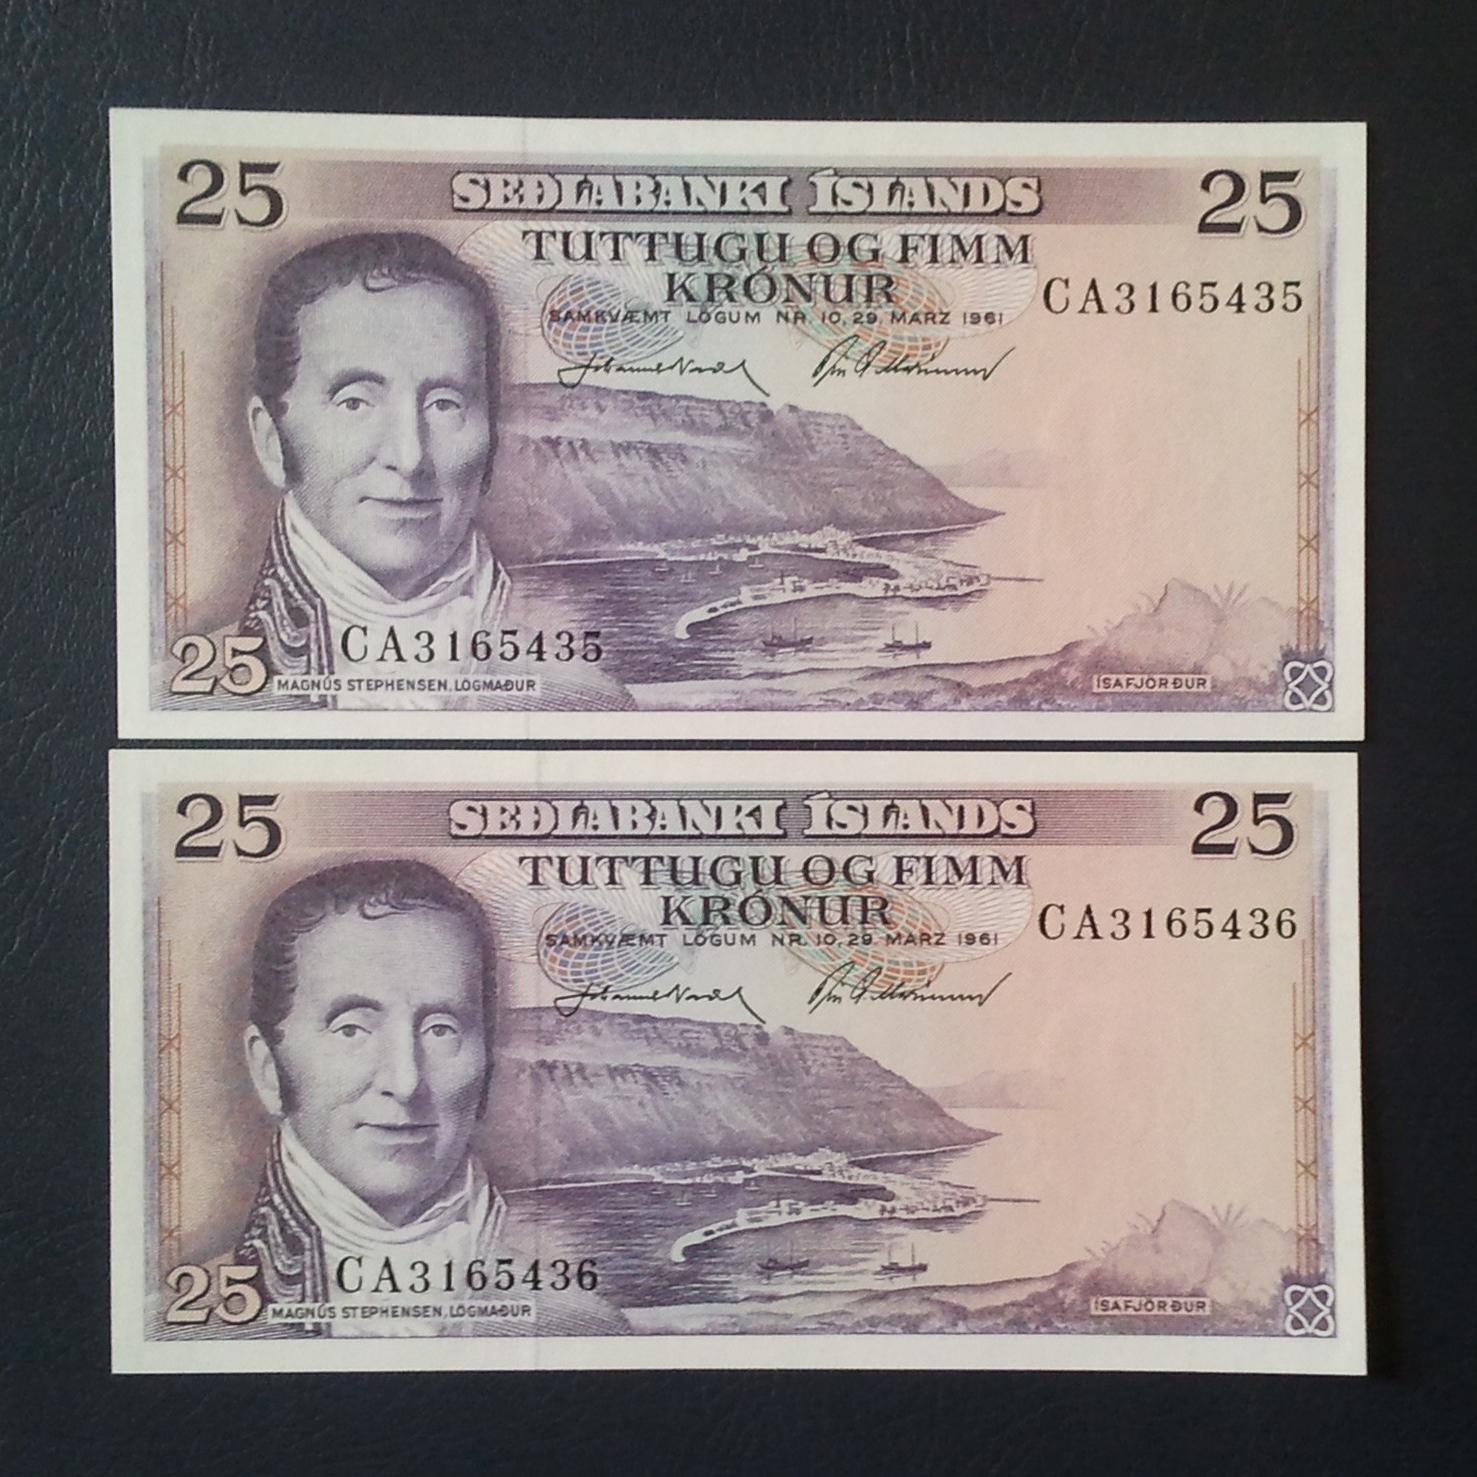 25 SEÐLABANKI ÍSLANDS 25
TUTTUGU OG FIMM
KRÓNUR
CA3165435
SAMKVÆMT LÖGUM NR. 10, 29. MARZ 1961
CA3165435
25
MAGNÚS STEPHENSEN, LÖGMAÐUR
ÍSAFJÖRÐUR
25 SEÐLABANKI ÍSLANDS 25
TUTTUGU OG FIMM
KRÓNUR
CA3165436
SAMKVÆMT LÖGUM NR. 10, 29. MARZ 1961
CA3165436
25
MAGNÚS STEPHENSEN, LÖGMAÐUR
ÍSAFJÖRÐUR